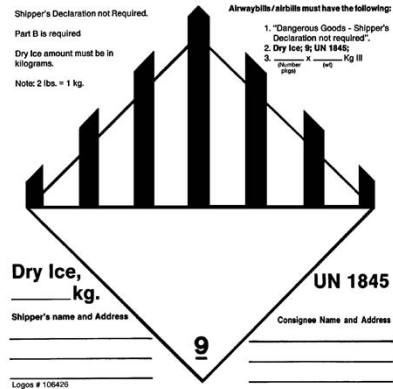 Shipper's Declaration not Required.
Part B is required
Dry Ice amount must be in
kilograms.
Note: 2 lbs. = 1 kg.
Airwaybills/airbills must have the following:
1. "Dangerous Goods - Shipper's
Declaration not required".
2. Dry Ice; 9; UN 1845;
3. ______ x ______ Kg III
(Number pkgs) (wt)
Dry Ice,
______ kg.
UN 1845
Shipper's name and Address
Consignee Name and Address
9
Logos # 106426